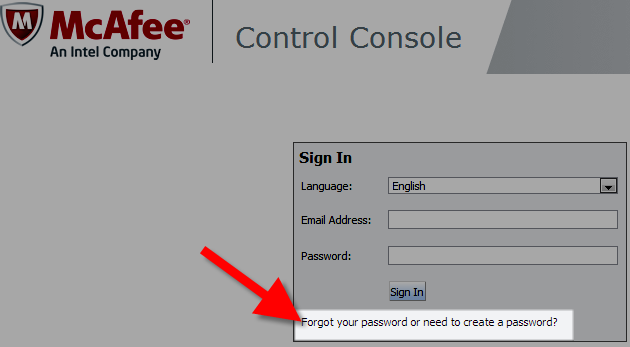 McAfee®
An Intel Company
Control Console
Sign In
Language: English
Email Address:
Password:
Sign In
Forgot your password or need to create a password?